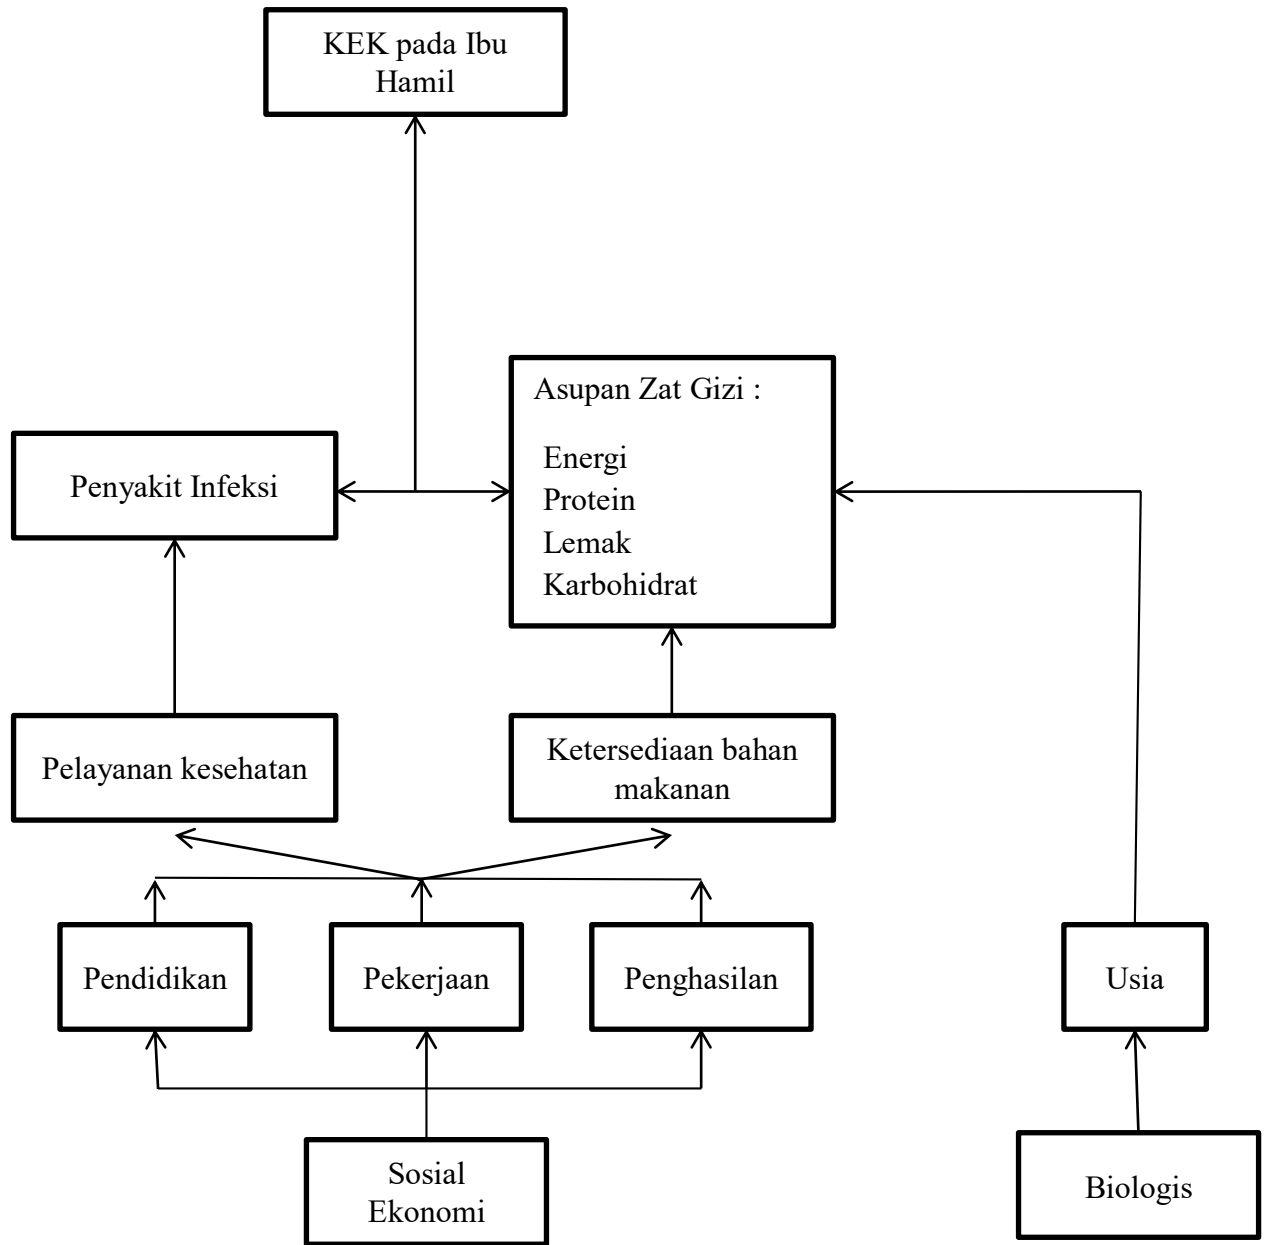 KEK pada Ibu
Hamil
Asupan Zat Gizi :
Energi
Protein
Lemak
Karbohidrat
Penyakit Infeksi
Pelayanan kesehatan
Ketersediaan bahan
makanan
Pendidikan
Pekerjaan
Penghasilan
Usia
Sosial
Ekonomi
Biologis